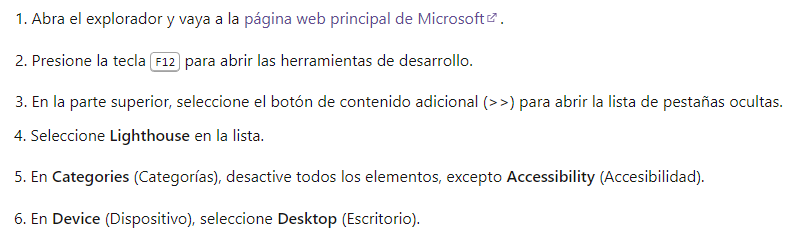 1. Abra el explorador y vaya a la página web principal de Microsoft .
2. Presione la tecla F12 para abrir las herramientas de desarrollo.
3. En la parte superior, seleccione el botón de contenido adicional (>>) para abrir la lista de pestañas ocultas.
4. Seleccione Lighthouse en la lista.
5. En Categories (Categorías), desactive todos los elementos, excepto Accessibility (Accesibilidad).
6. En Device (Dispositivo), seleccione Desktop (Escritorio).